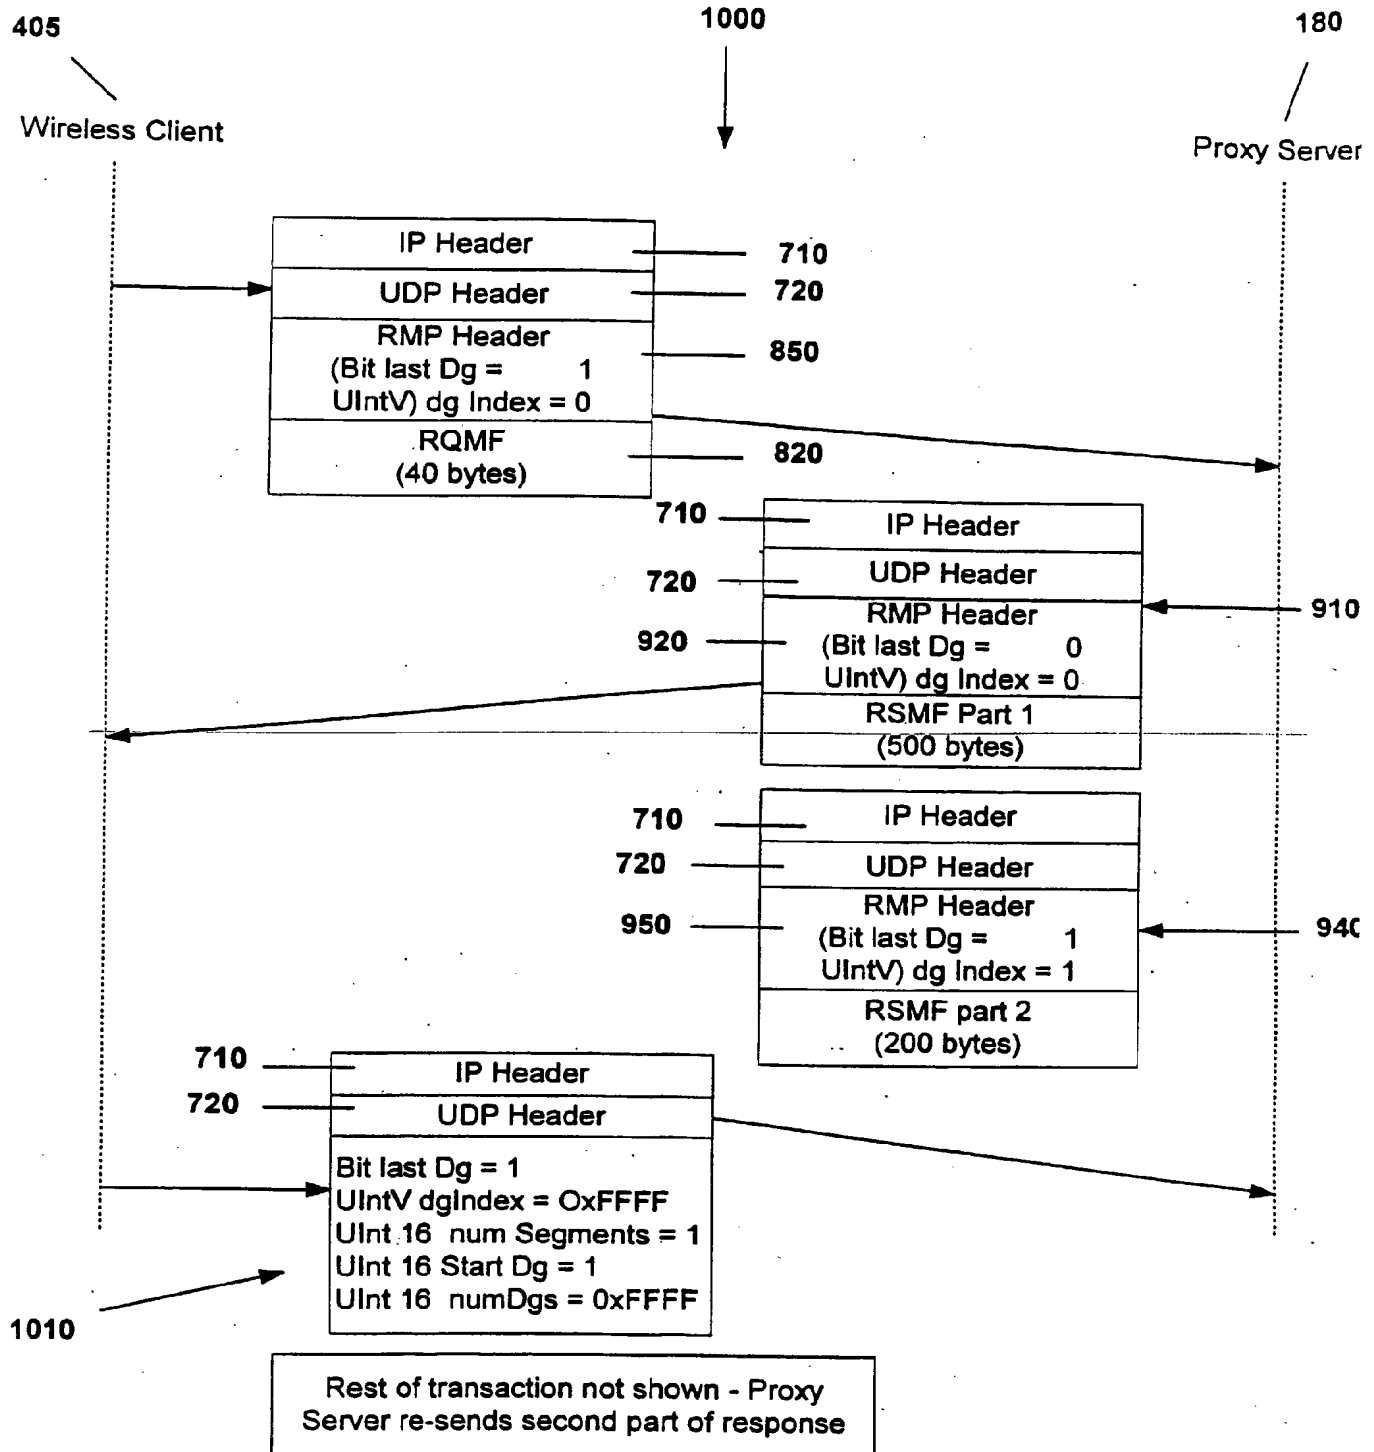 405
1000
180
Wireless Client
Proxy Server
IP Header
710
UDP Header
720
RMP Header
(Bit last Dg = 1
UIntV) dg Index = 0
850
RQMF
(40 bytes)
820
710
IP Header
720
UDP Header
910
920
RMP Header
(Bit last Dg = 0
UIntV) dg Index = 0
RSMF Part 1
(500 bytes)
710
IP Header
720
UDP Header
950
RMP Header
(Bit last Dg = 1
UIntV) dg Index = 1
940
RSMF part 2
(200 bytes)
710
IP Header
720
UDP Header
Bit last Dg = 1
UIntV dgIndex = OxFFFF
UInt 16 num Segments = 1
UInt 16 Start Dg = 1
UInt 16 numDgs = 0xFFFF
1010
Rest of transaction not shown - Proxy
Server re-sends second part of response